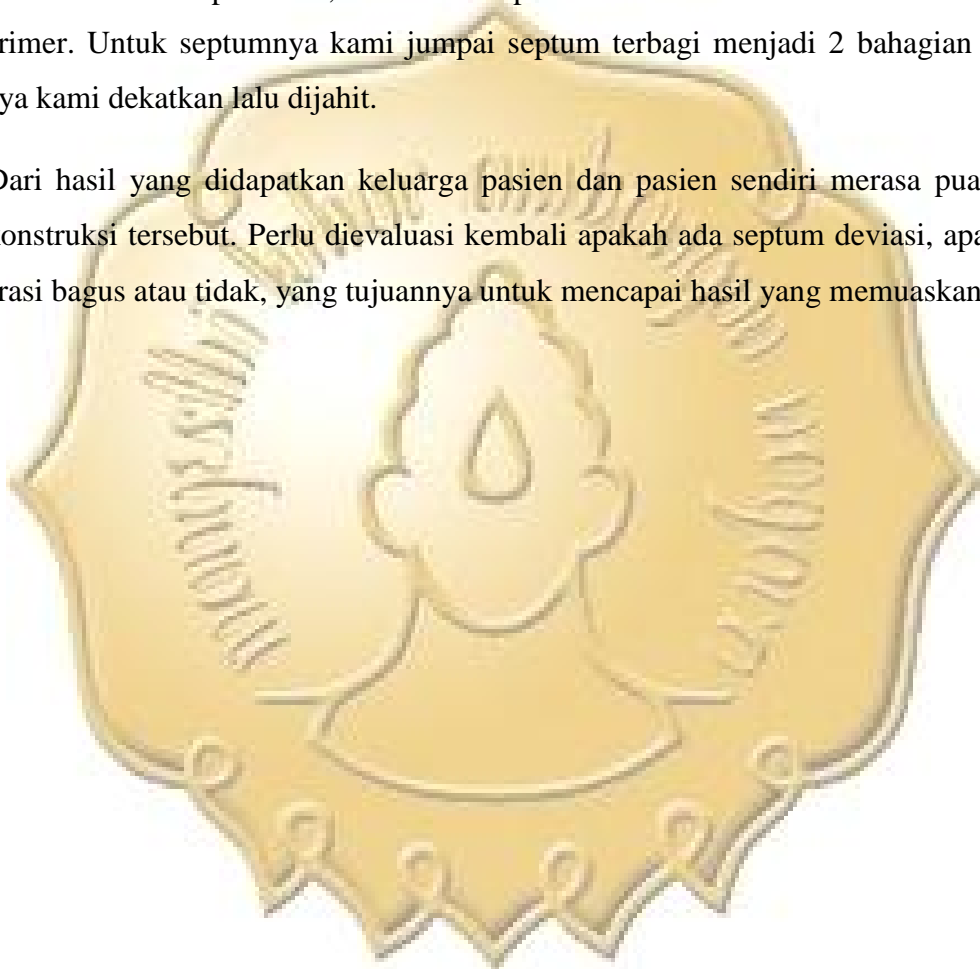 rimer. Untuk septumnya kami jumpai septum terbagi menjadi 2 bahagian
ya kami dekatkan lalu dijahit.
Dari hasil yang didapatkan keluarga pasien dan pasien sendiri merasa pua
konstruksi tersebut. Perlu dievaluasi kembali apakah ada septum deviasi, apa
rasi bagus atau tidak, yang tujuannya untuk mencapai hasil yang memuaskan